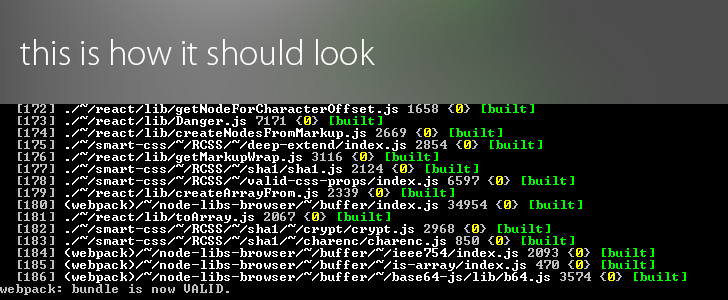 this is how it should look
[172] ./~/react/lib/getNodeForCharacterOffset.js 1658 {0} [built]
[173] ./~/react/lib/Danger.js 7171 {0} [built]
[174] ./~/react/lib/createNodesFromMarkup.js 2669 {0} [built]
[175] ./~/smart-css/~/RCSS/~/deep-extend/index.js 2854 {0} [built]
[176] ./~/react/lib/getMarkupWrap.js 3116 {0} [built]
[177] ./~/smart-css/~/RCSS/~/sha1/sha1.js 2124 {0} [built]
[178] ./~/smart-css/~/RCSS/~/valid-css-props/index.js 6597 {0} [built]
[179] ./~/react/lib/createArrayFrom.js 2339 {0} [built]
[180] (webpack)/~/node-libs-browser/~/buffer/index.js 34954 {0} [built]
[181] ./~/react/lib/toArray.js 2067 {0} [built]
[182] ./~/smart-css/~/RCSS/~/sha1/~/crypt/crypt.js 2968 {0} [built]
[183] ./~/smart-css/~/RCSS/~/sha1/~/charenc/charenc.js 850 {0} [built]
[184] (webpack)/~/node-libs-browser/~/buffer/~/ieee754/index.js 2093 {0} [built]
[185] (webpack)/~/node-libs-browser/~/buffer/~/is-array/index.js 470 {0} [built]
[186] (webpack)/~/node-libs-browser/~/buffer/~/base64-js/lib/b64.js 3574 {0} [built]
webpack: bundle is now VALID.